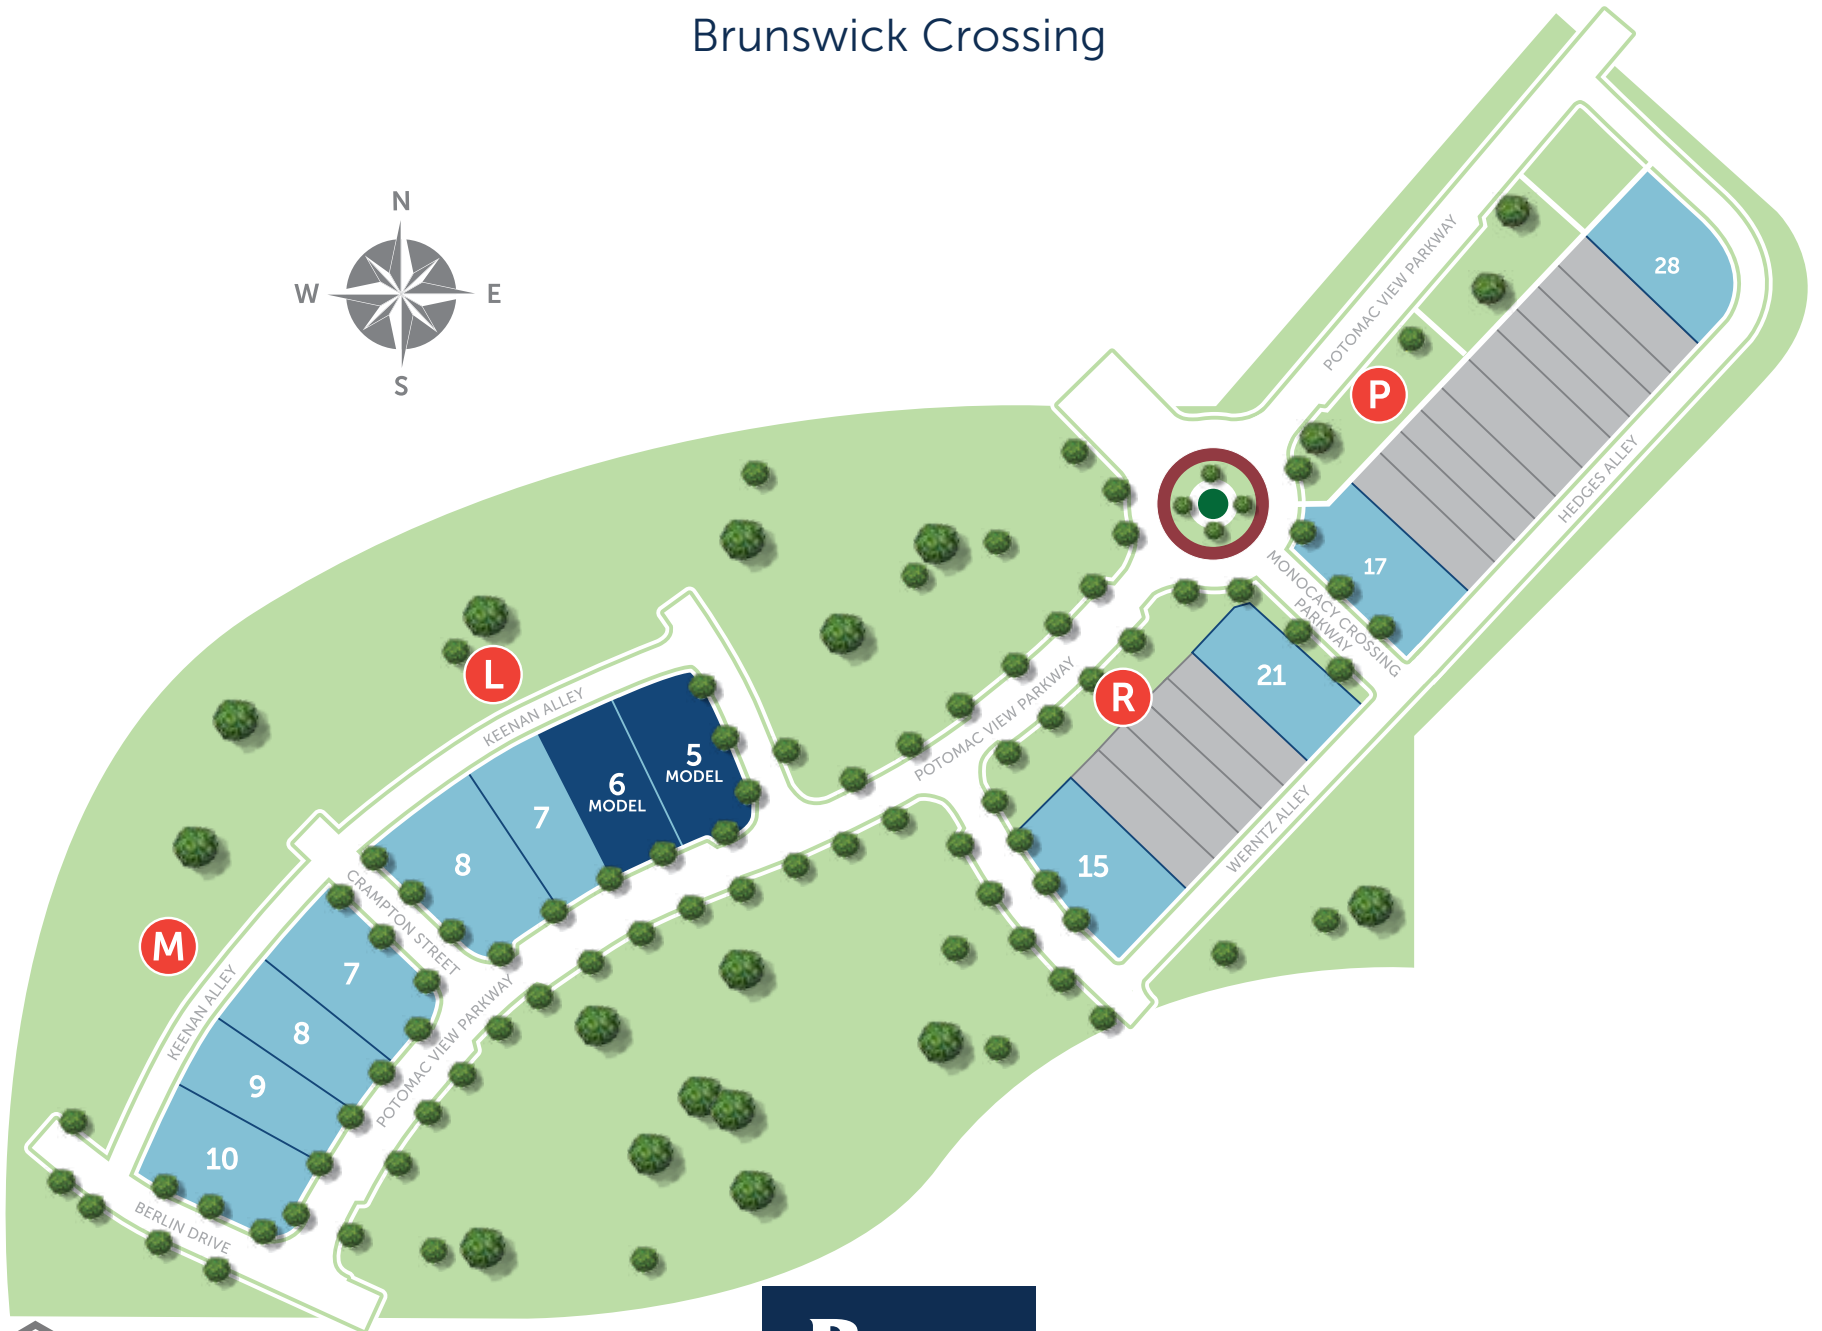 Brunswick Crossing
N
W
E
S
POTOMAC VIEW PARKWAY
28
P
HEDGES ALLEY
17
MONOCACY CROSSING
PARKWAY
21
R
POTOMAC VIEW PARKWAY
WERNTZ ALLEY
15
L
KEENAN ALLEY
5
MODEL
6
MODEL
7
8
CRAMPTON STREET
M
KEENAN ALLEY
7
8
9
10
POTOMAC VIEW PARKWAY
BERLIN DRIVE